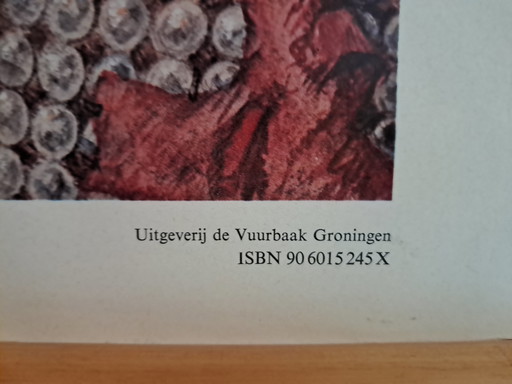 Uitgeverij de Vuurbaak Groningen
ISBN 90 6015 245 X